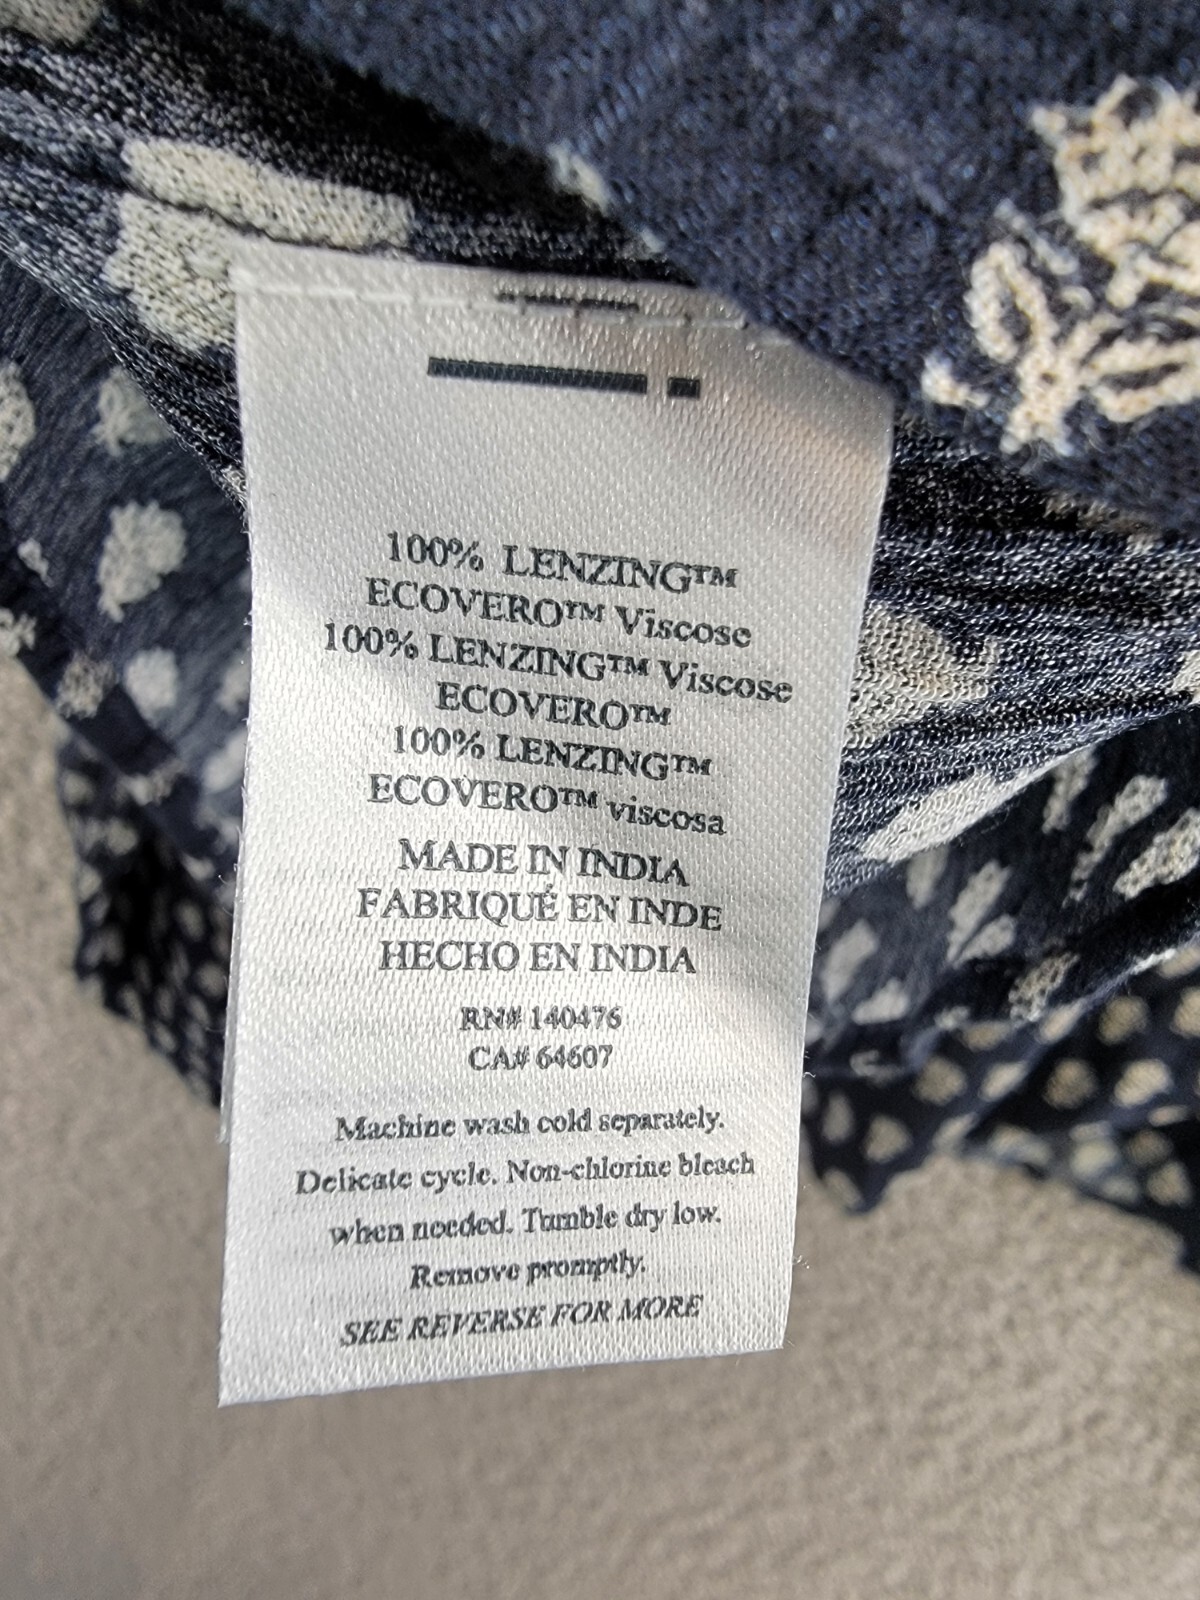 100% LENZING™
ECOVERO™ Viscose
100% LENZING™ Viscose
ECOVERO™
100% LENZING™
ECOVERO™ viscosa
MADE IN INDIA
FABRIQUÉ EN INDE
HECHO EN INDIA
RN# 140476
CA# 64607
Machine wash cold separately.
Delicate cycle. Non-chlorine bleach
when needed. Tumble dry low.
Remove promptly.
SEE REVERSE FOR MORE